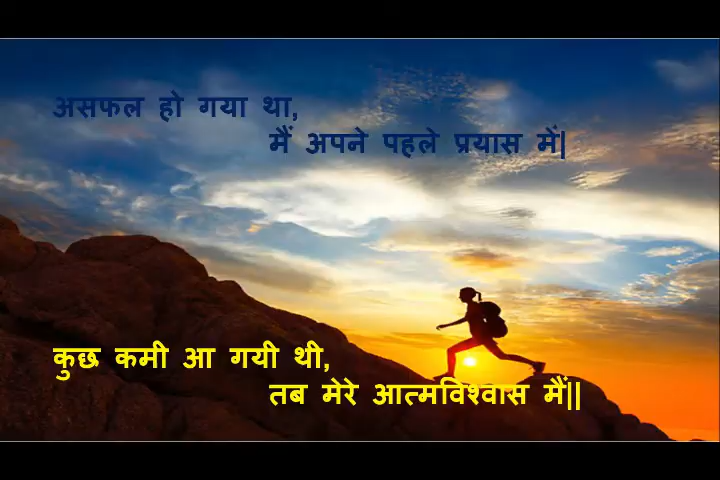 असफल हो गया था,
मैं अपने पहले प्रयास में|
कुछ कमी आ गयी थी,
तब मेरे आत्मविश्वास मैं||